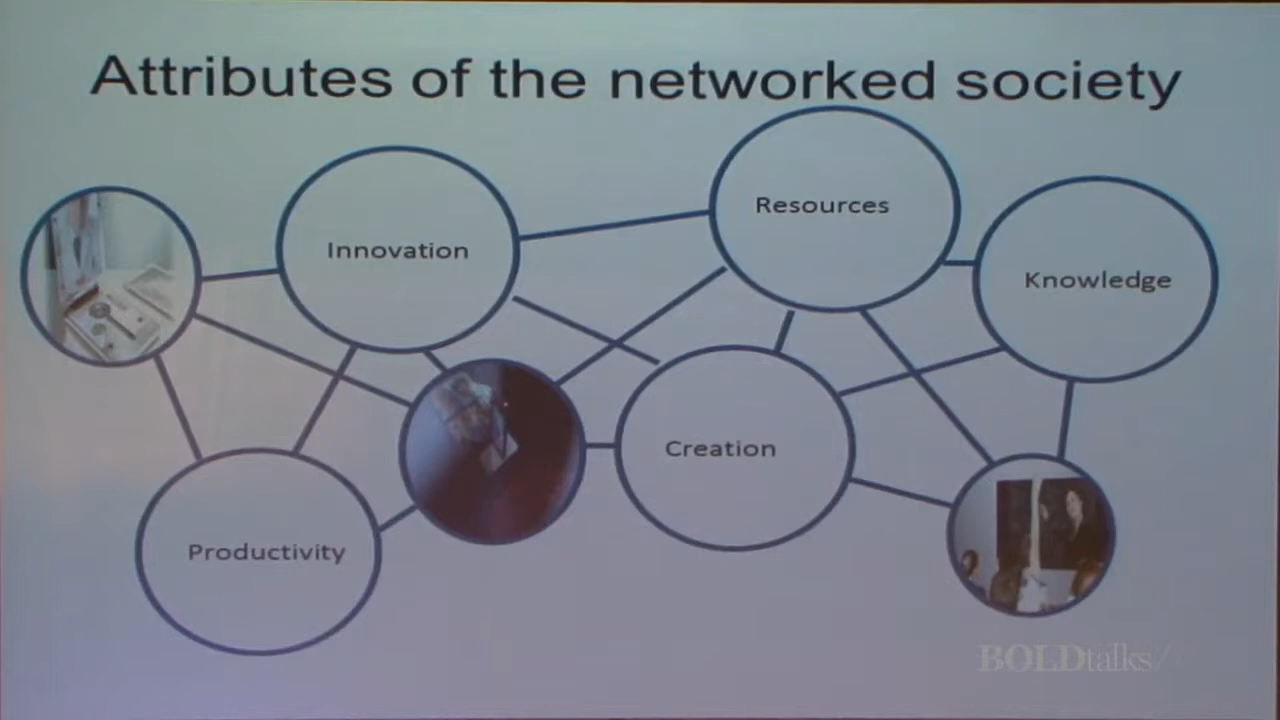 Attributes of the networked society
Innovation
Resources
Knowledge
Creation
Productivity
BOLDtalks